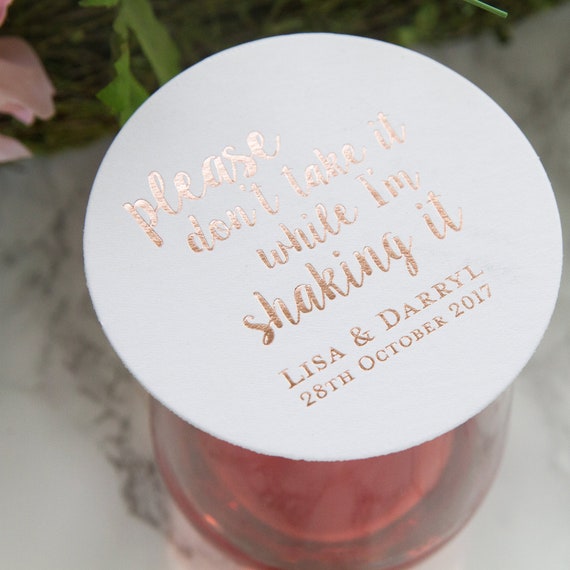 please
don't take it
while I'm
shaking it
Lisa & Darryl
28th October 2017